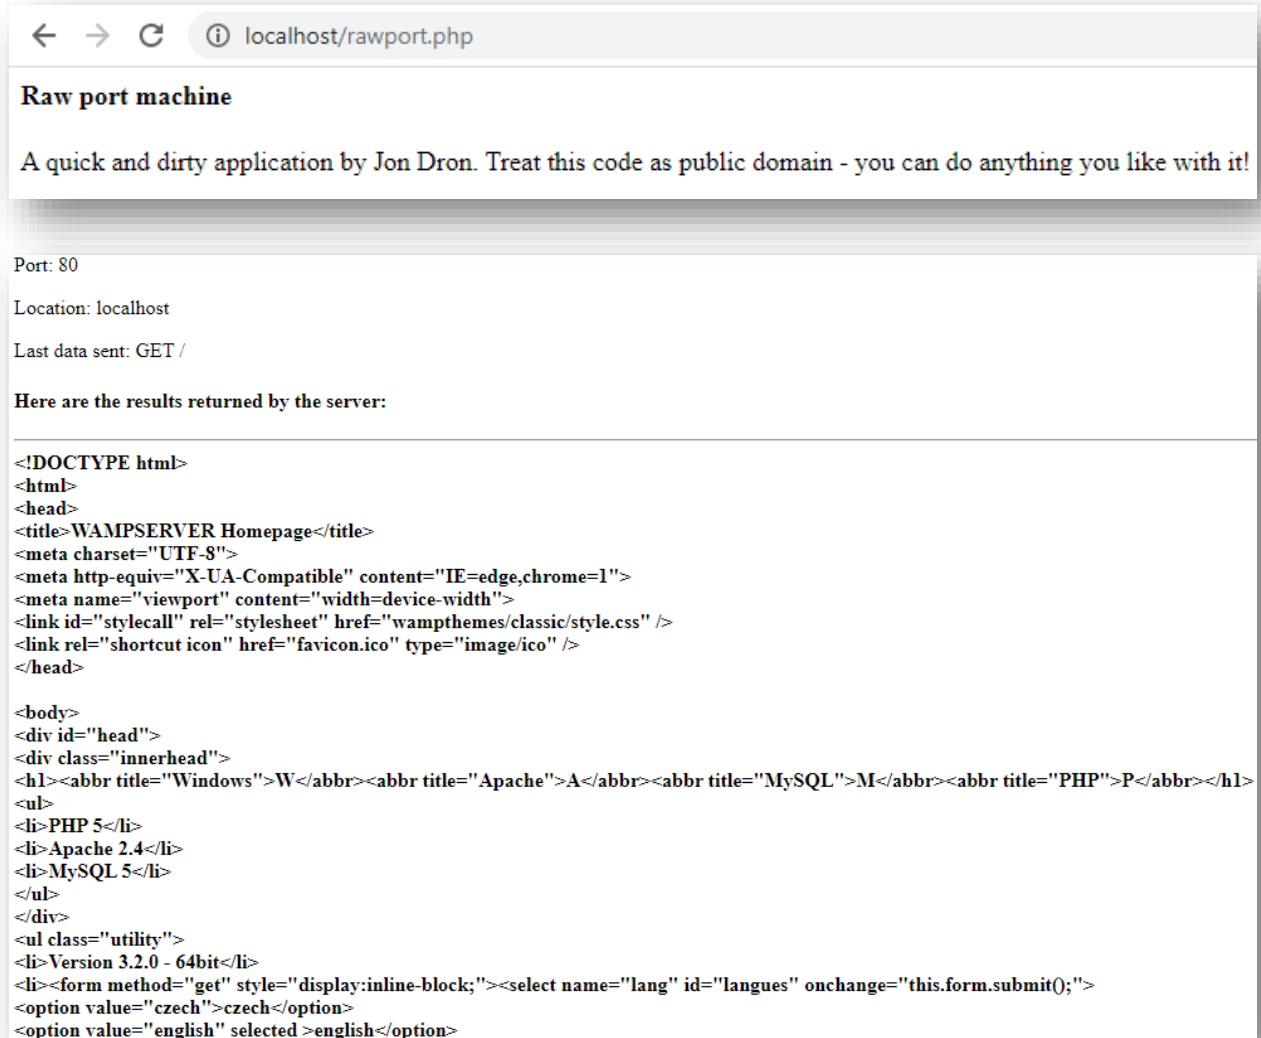 localhost/rawport.php
Raw port machine
A quick and dirty application by Jon Dron. Treat this code as public domain - you can do anything you like with it!
Port: 80
Location: localhost
Last data sent: GET /
Here are the results returned by the server:
<!DOCTYPE html>
<html>
<head>
<title>WAMPSERVER Homepage</title>
<meta charset="UTF-8">
<meta http-equiv="X-UA-Compatible" content="IE=edge,chrome=1">
<meta name="viewport" content="width=device-width">
<link id="stylecall" rel="stylesheet" href="wampthemes/classic/style.css" />
<link rel="shortcut icon" href="favicon.ico" type="image/ico" />
</head>
<body>
<div id="head">
<div class="innerhead">
<h1><abbr title="Windows">W</abbr><abbr title="Apache">A</abbr><abbr title="MySQL">M</abbr><abbr title="PHP">P</abbr></h1>
<ul>
<li>PHP 5</li>
<li>Apache 2.4</li>
<li>MySQL 5</li>
</ul>
</div>
<ul class="utility">
<li>Version 3.2.0 - 64bit</li>
<li><form method="get" style="display:inline-block;"><select name="lang" id="langues" onchange="this.form.submit();">
<option value="czech">czech</option>
<option value="english" selected >english</option>